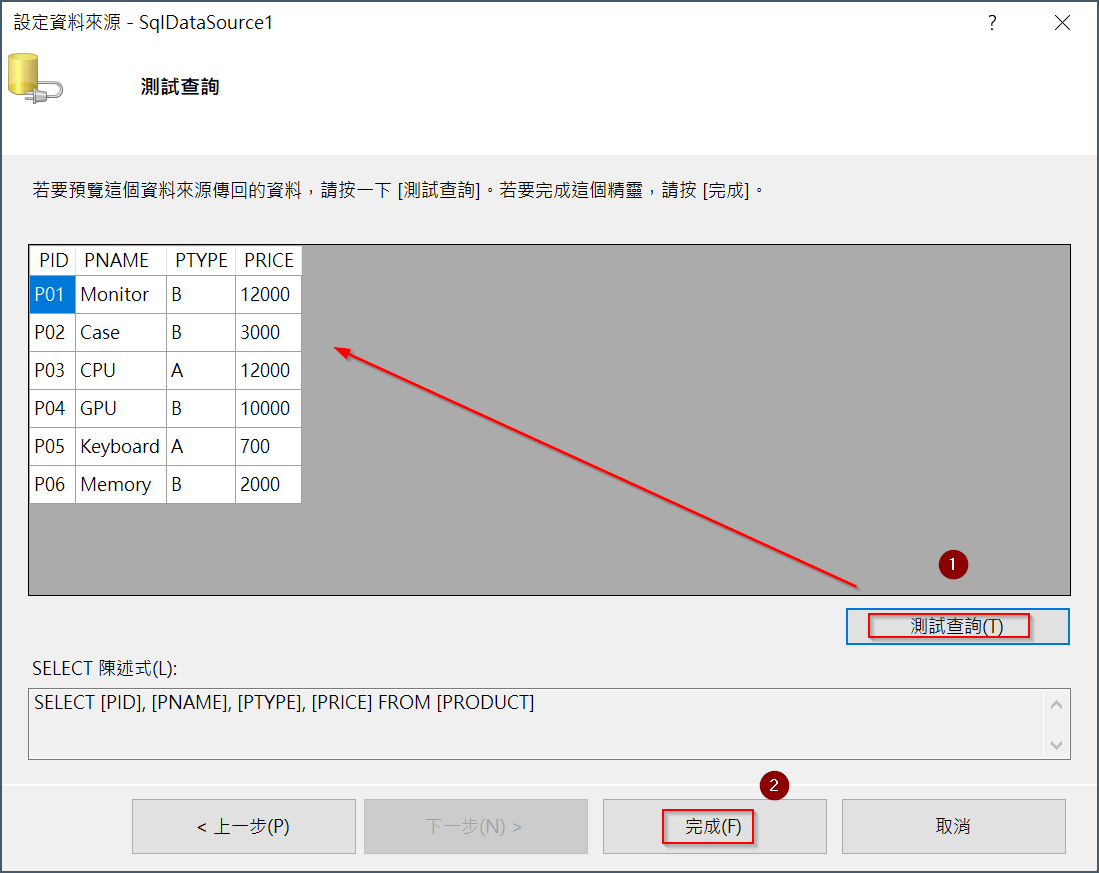 設定資料來源 - SqlDataSource1
?
測試查詢
若要預覽這個資料來源傳回的資料，請按一下 [測試查詢]。若要完成這個精靈，請按 [完成]。
PID PNAME PTYPE PRICE
P01 Monitor B 12000
P02 Case B 3000
P03 CPU A 12000
P04 GPU B 10000
P05 Keyboard A 700
P06 Memory B 2000
1
測試查詢(T)
SELECT 陳述式(L):
SELECT [PID], [PNAME], [PTYPE], [PRICE] FROM [PRODUCT]
2
< 上一步(P) 下一步(N) > 完成(F) 取消